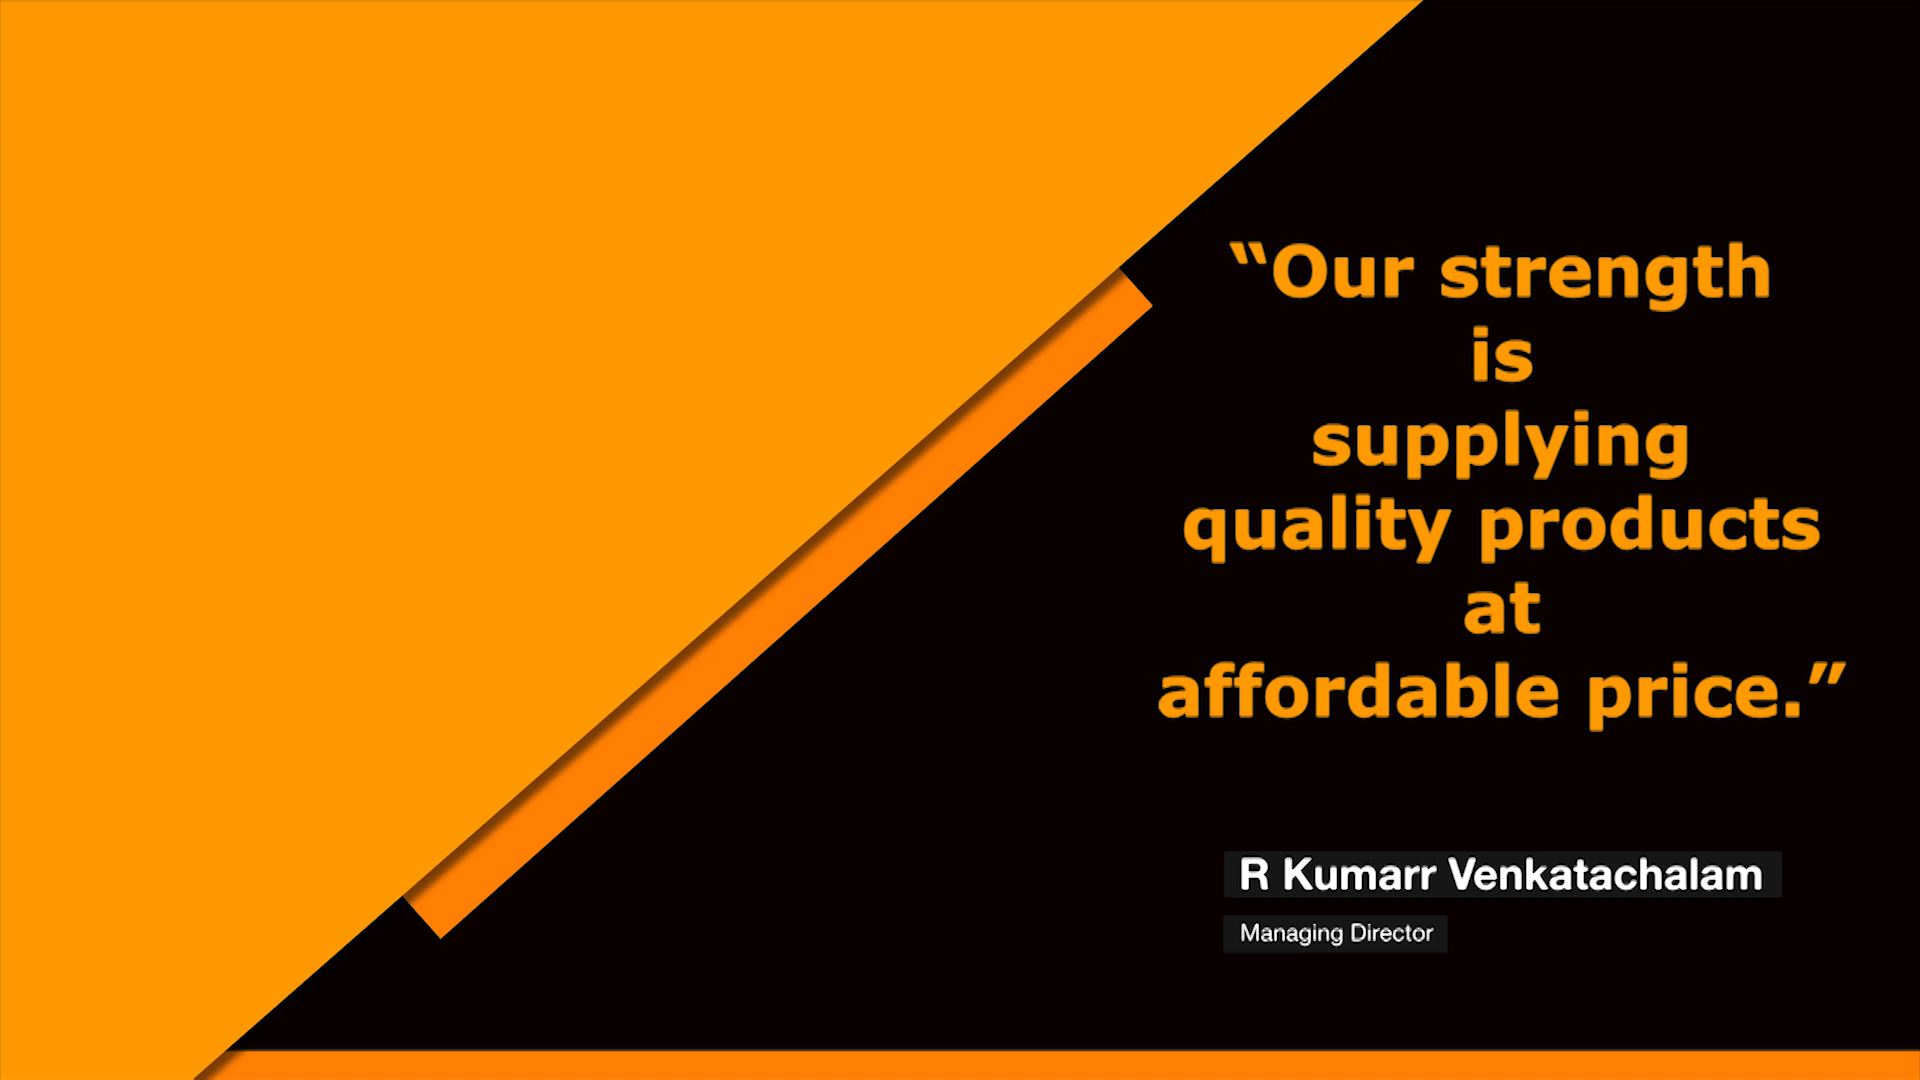 “Our strength
is
supplying
quality products
at
affordable price.”
R Kumarr Venkatachalam
Managing Director